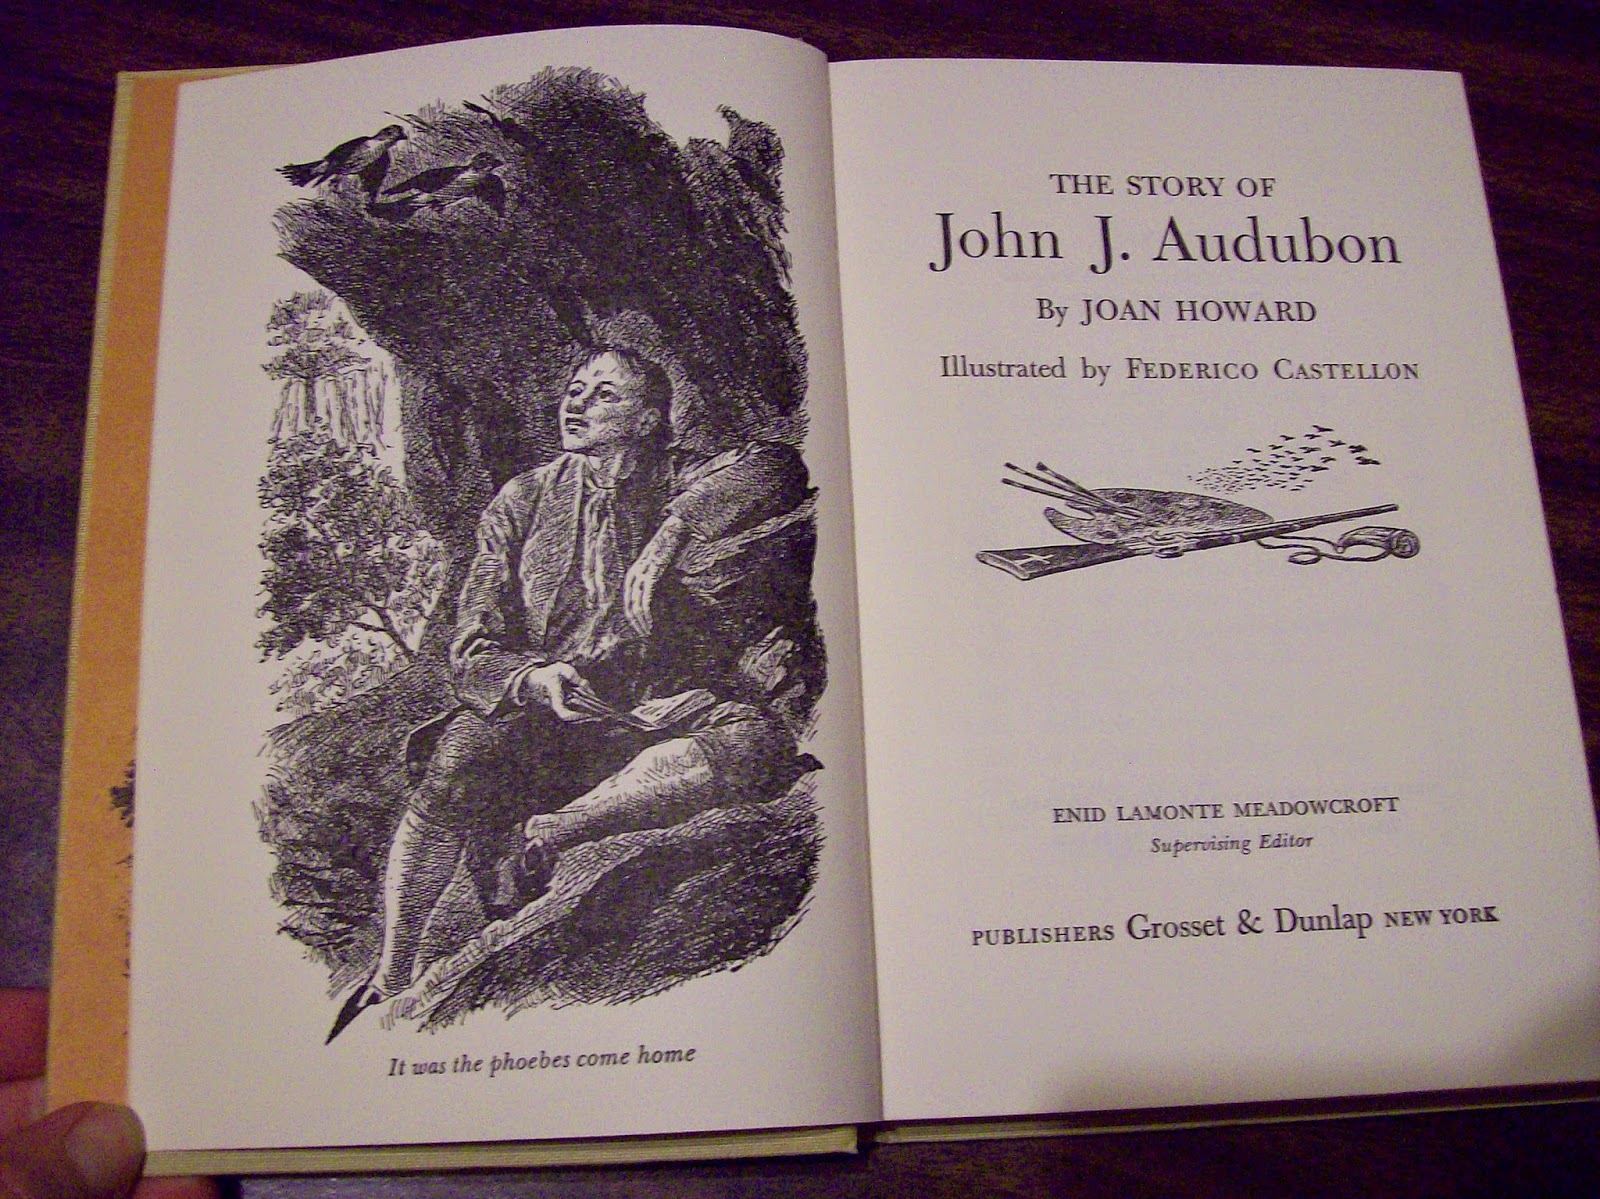 It was the phoebes come home
THE STORY OF
John J. Audubon
By JOAN HOWARD
Illustrated by FEDERICO CASTELLON
ENID LAMONTE MEADOWCROFT
Supervising Editor
PUBLISHERS Grosset & Dunlap NEW YORK